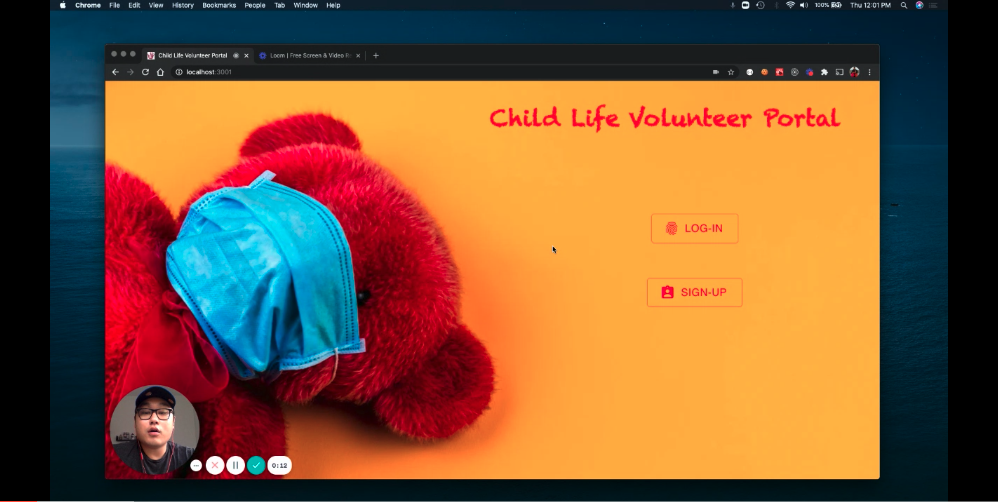 Chrome File Edit View History Bookmarks People Tab Window Help
100% Thu 12:01 PM
Child Life Volunteer Portal
Loom | Free Screen & Video Re
localhost:3001
Child Life Volunteer Portal
LOG-IN
SIGN-UP
0:12